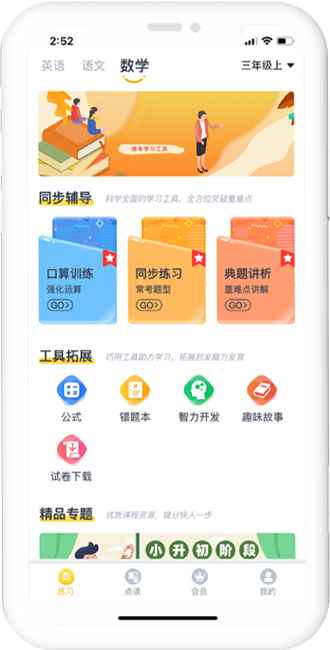 2:52
英语 语文 数学 三年级上
课本学习工具
同步辅导 科学全面的学习工具,全方位突破重难点
口算训练 同步练习 典题讲析
强化运算 常考题型 重难点讲解
GO> GO> GO>
工具拓展 巧用工具助力学习,拓展启发脑力发育
公式 错题本 智力开发 趣味故事
试卷下载
精品专题 优质课程资源,提分快人一步
小升初阶段
练习 点读 会员 我的